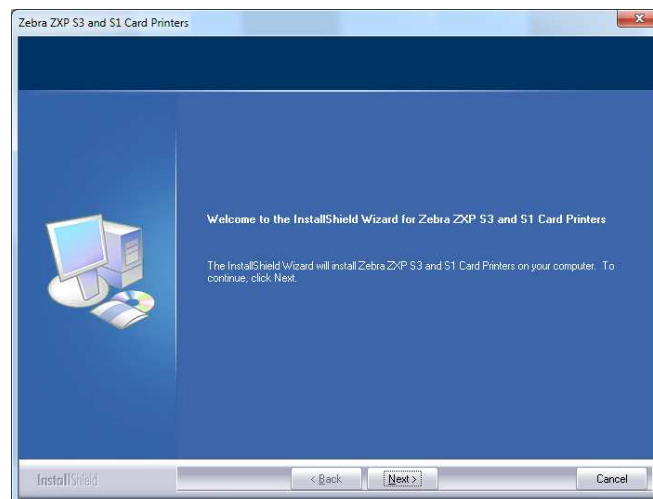 Zebra ZXP S3 and S1 Card Printers
Welcome to the InstallShield Wizard for Zebra ZXP S3 and S1 Card Printers
The InstallShield Wizard will install Zebra ZXP S3 and S1 Card Printers on your computer. To
continue, click Next.
InstallShield
< Back
Next >
Cancel